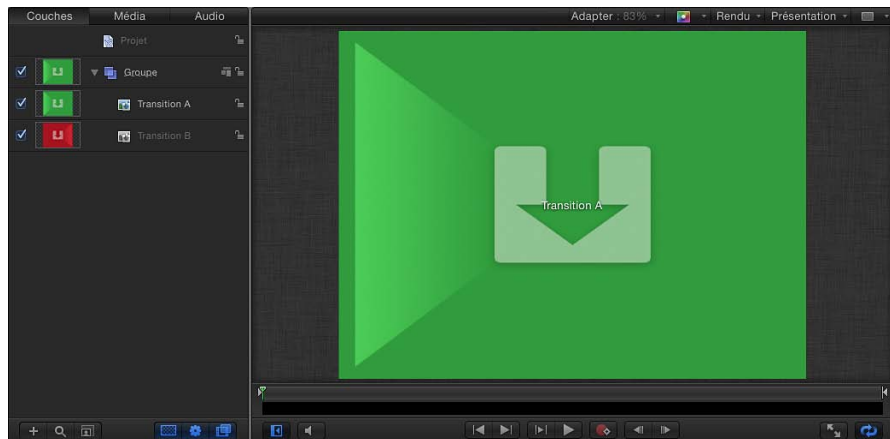 Couches Média Audio
Adapter : 83% Rendu Présentation
Projet
Groupe
Transition A
Transition B
Transition A